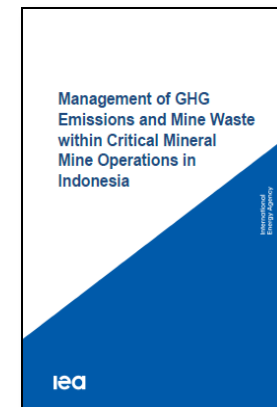 Management of GHG
Emissions and Mine Waste
within Critical Mineral
Mine Operations in
Indonesia
International
Energy Agency
iea